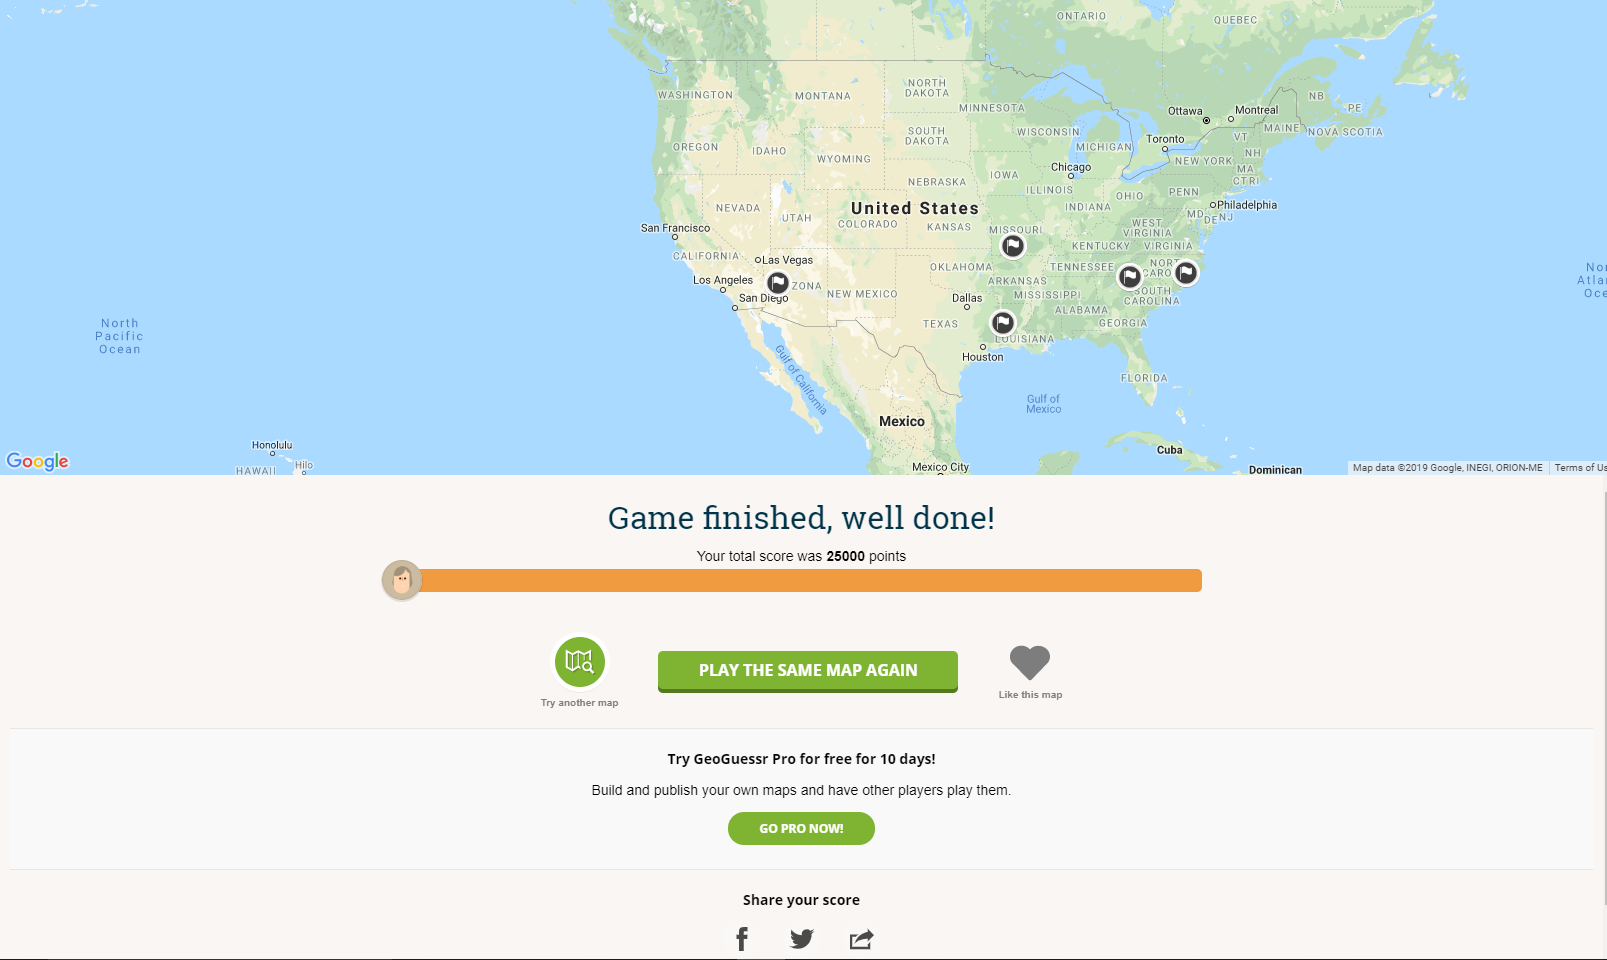 ONTARIO
QUEBEC
WASHINGTON
MONTANA
NORTH
DAKOTA
MINNESOTA
Ottawa
Montreal
NB
PE
MAINE
NOVA SCOTIA
OREGON
IDAHO
SOUTH
DAKOTA
WISCONSIN
MICHIGAN
Toronto
VT
NH
WYOMING
NEW YORK
MA
CTRI
Chicago
IOWA
NEBRASKA
ILLINOIS
OHIO
PENN
INDIANA
NEVADA
UTAH
United States
COLORADO
KANSAS
MISSOURI
WEST
VIRGINIA
MD
DE
NJ
Philadelphia
San Francisco
CALIFORNIA
Las Vegas
KENTUCKY
VIRGINIA
OKLAHOMA
TENNESSEE
NOR
CARO
Los Angeles
ZONA
NEW MEXICO
ARKANSAS
San Diego
Dallas
MISSISSIPPI
SOUTH
CAROLINA
ALABAMA
TEXAS
GEORGIA
LOUISIANA
Houston
North
Pacific
Ocean
No
Atla
Oce
Gulf of California
FLORIDA
Gulf of
Mexico
Mexico
Honolulu
HAWAII
Hilo
Cuba
Mexico City
Dominican
Google
Map data ©2019 Google, INEGI, ORION-ME
Terms of Us
Game finished, well done!
Your total score was 25000 points
PLAY THE SAME MAP AGAIN
Try another map
Like this map
Try GeoGuessr Pro for free for 10 days!
Build and publish your own maps and have other players play them.
GO PRO NOW!
Share your score